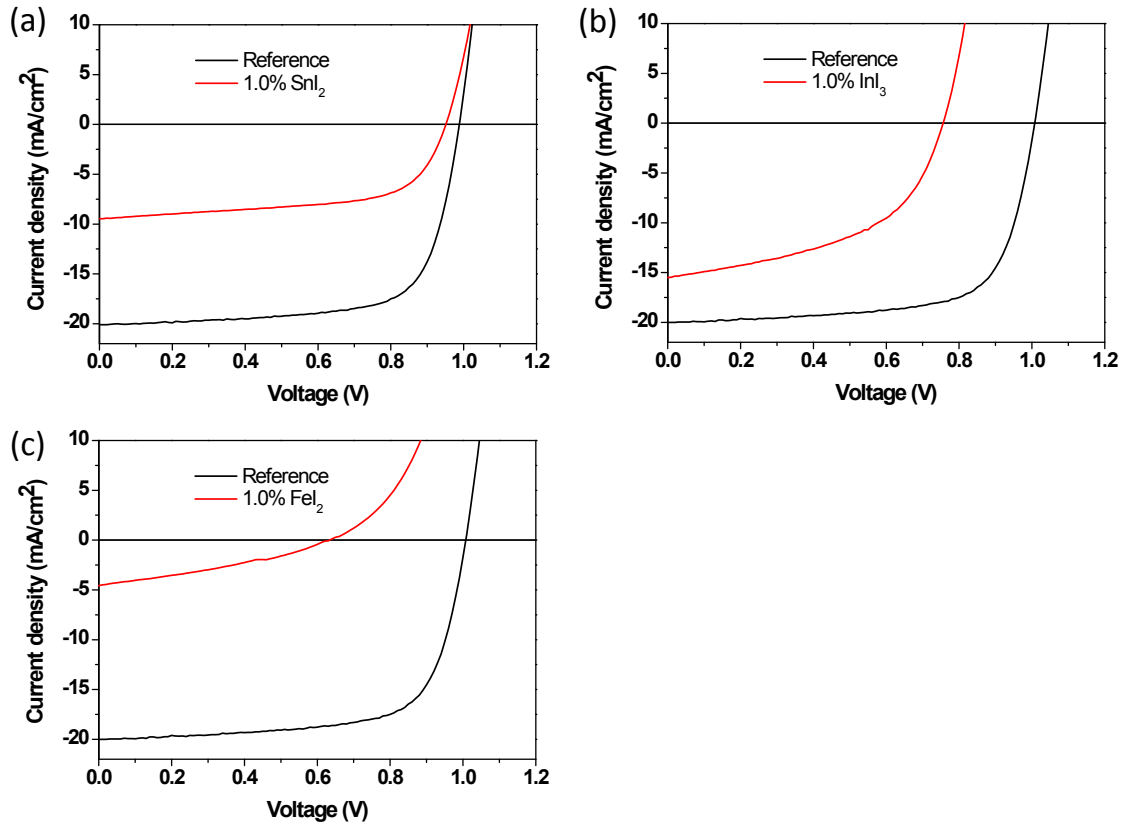 (a)
10
5
0
-5
-10
-15
-20
Current density (mA/cm²)
Reference
1.0% SnI₂
0.0 0.2 0.4 0.6 0.8 1.0 1.2
Voltage (V)
(b)
10
5
0
-5
-10
-15
-20
Current density (mA/cm²)
Reference
1.0% InI₃
0.0 0.2 0.4 0.6 0.8 1.0 1.2
Voltage (V)
(c)
10
5
0
-5
-10
-15
-20
Current density (mA/cm²)
Reference
1.0% FeI₂
0.0 0.2 0.4 0.6 0.8 1.0 1.2
Voltage (V)